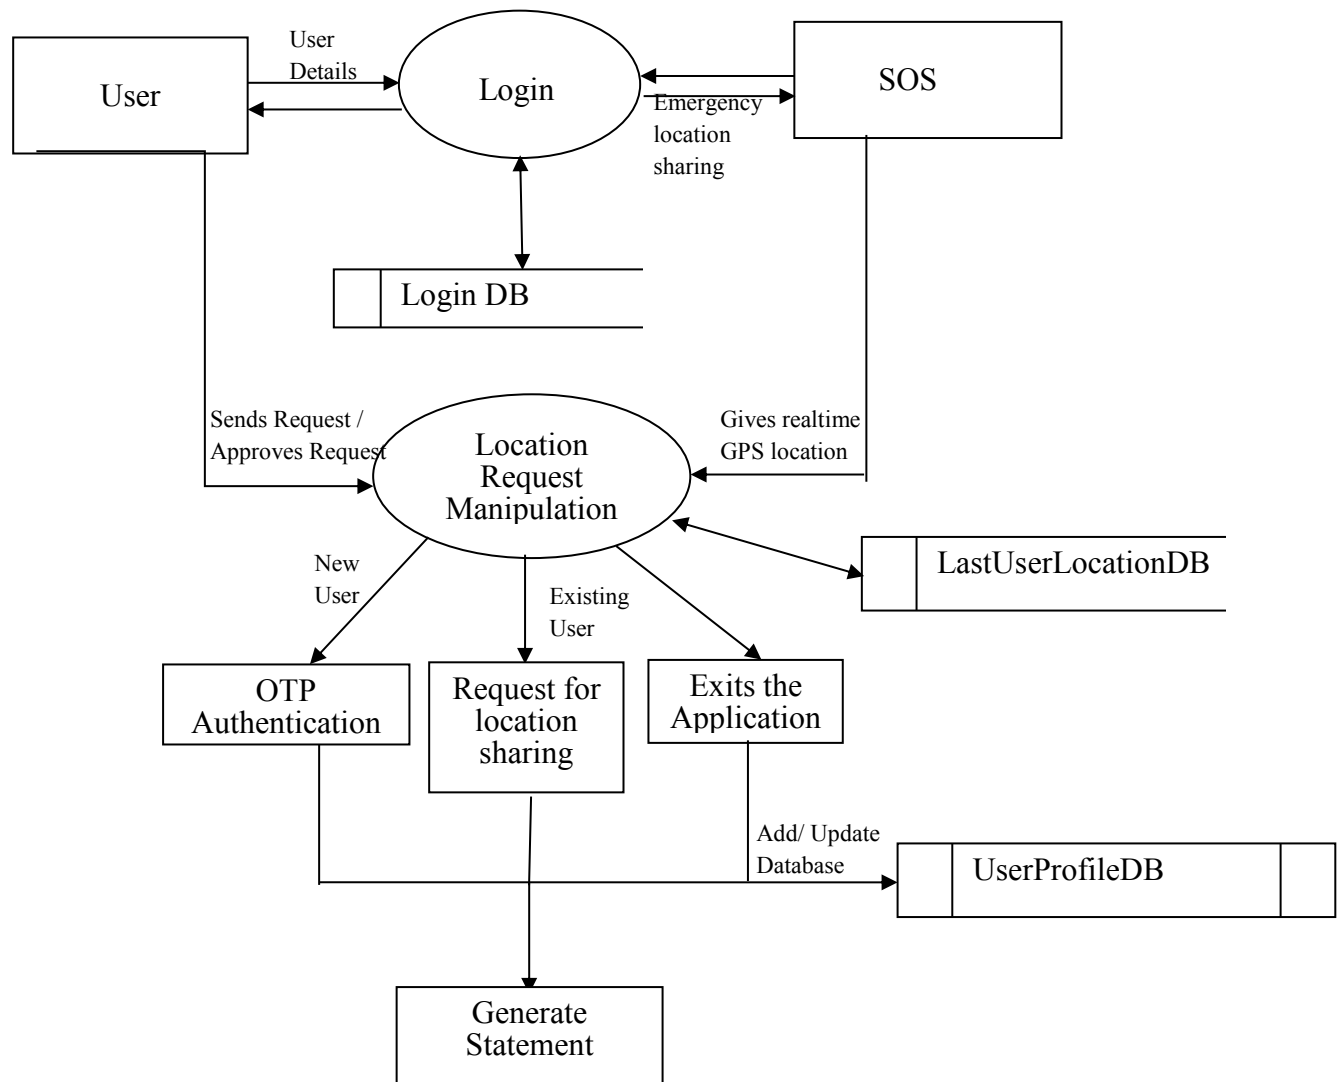 User
Details
User
Login
SOS
Emergency
location
sharing
Login DB
Sends Request /
Approves Request
Location
Request
Manipulation
Gives realtime
GPS location
LastUserLocationDB
New
User
Existing
User
OTP
Authentication
Request for
location
sharing
Exits the
Application
Add/ Update
Database
UserProfileDB
Generate
Statement